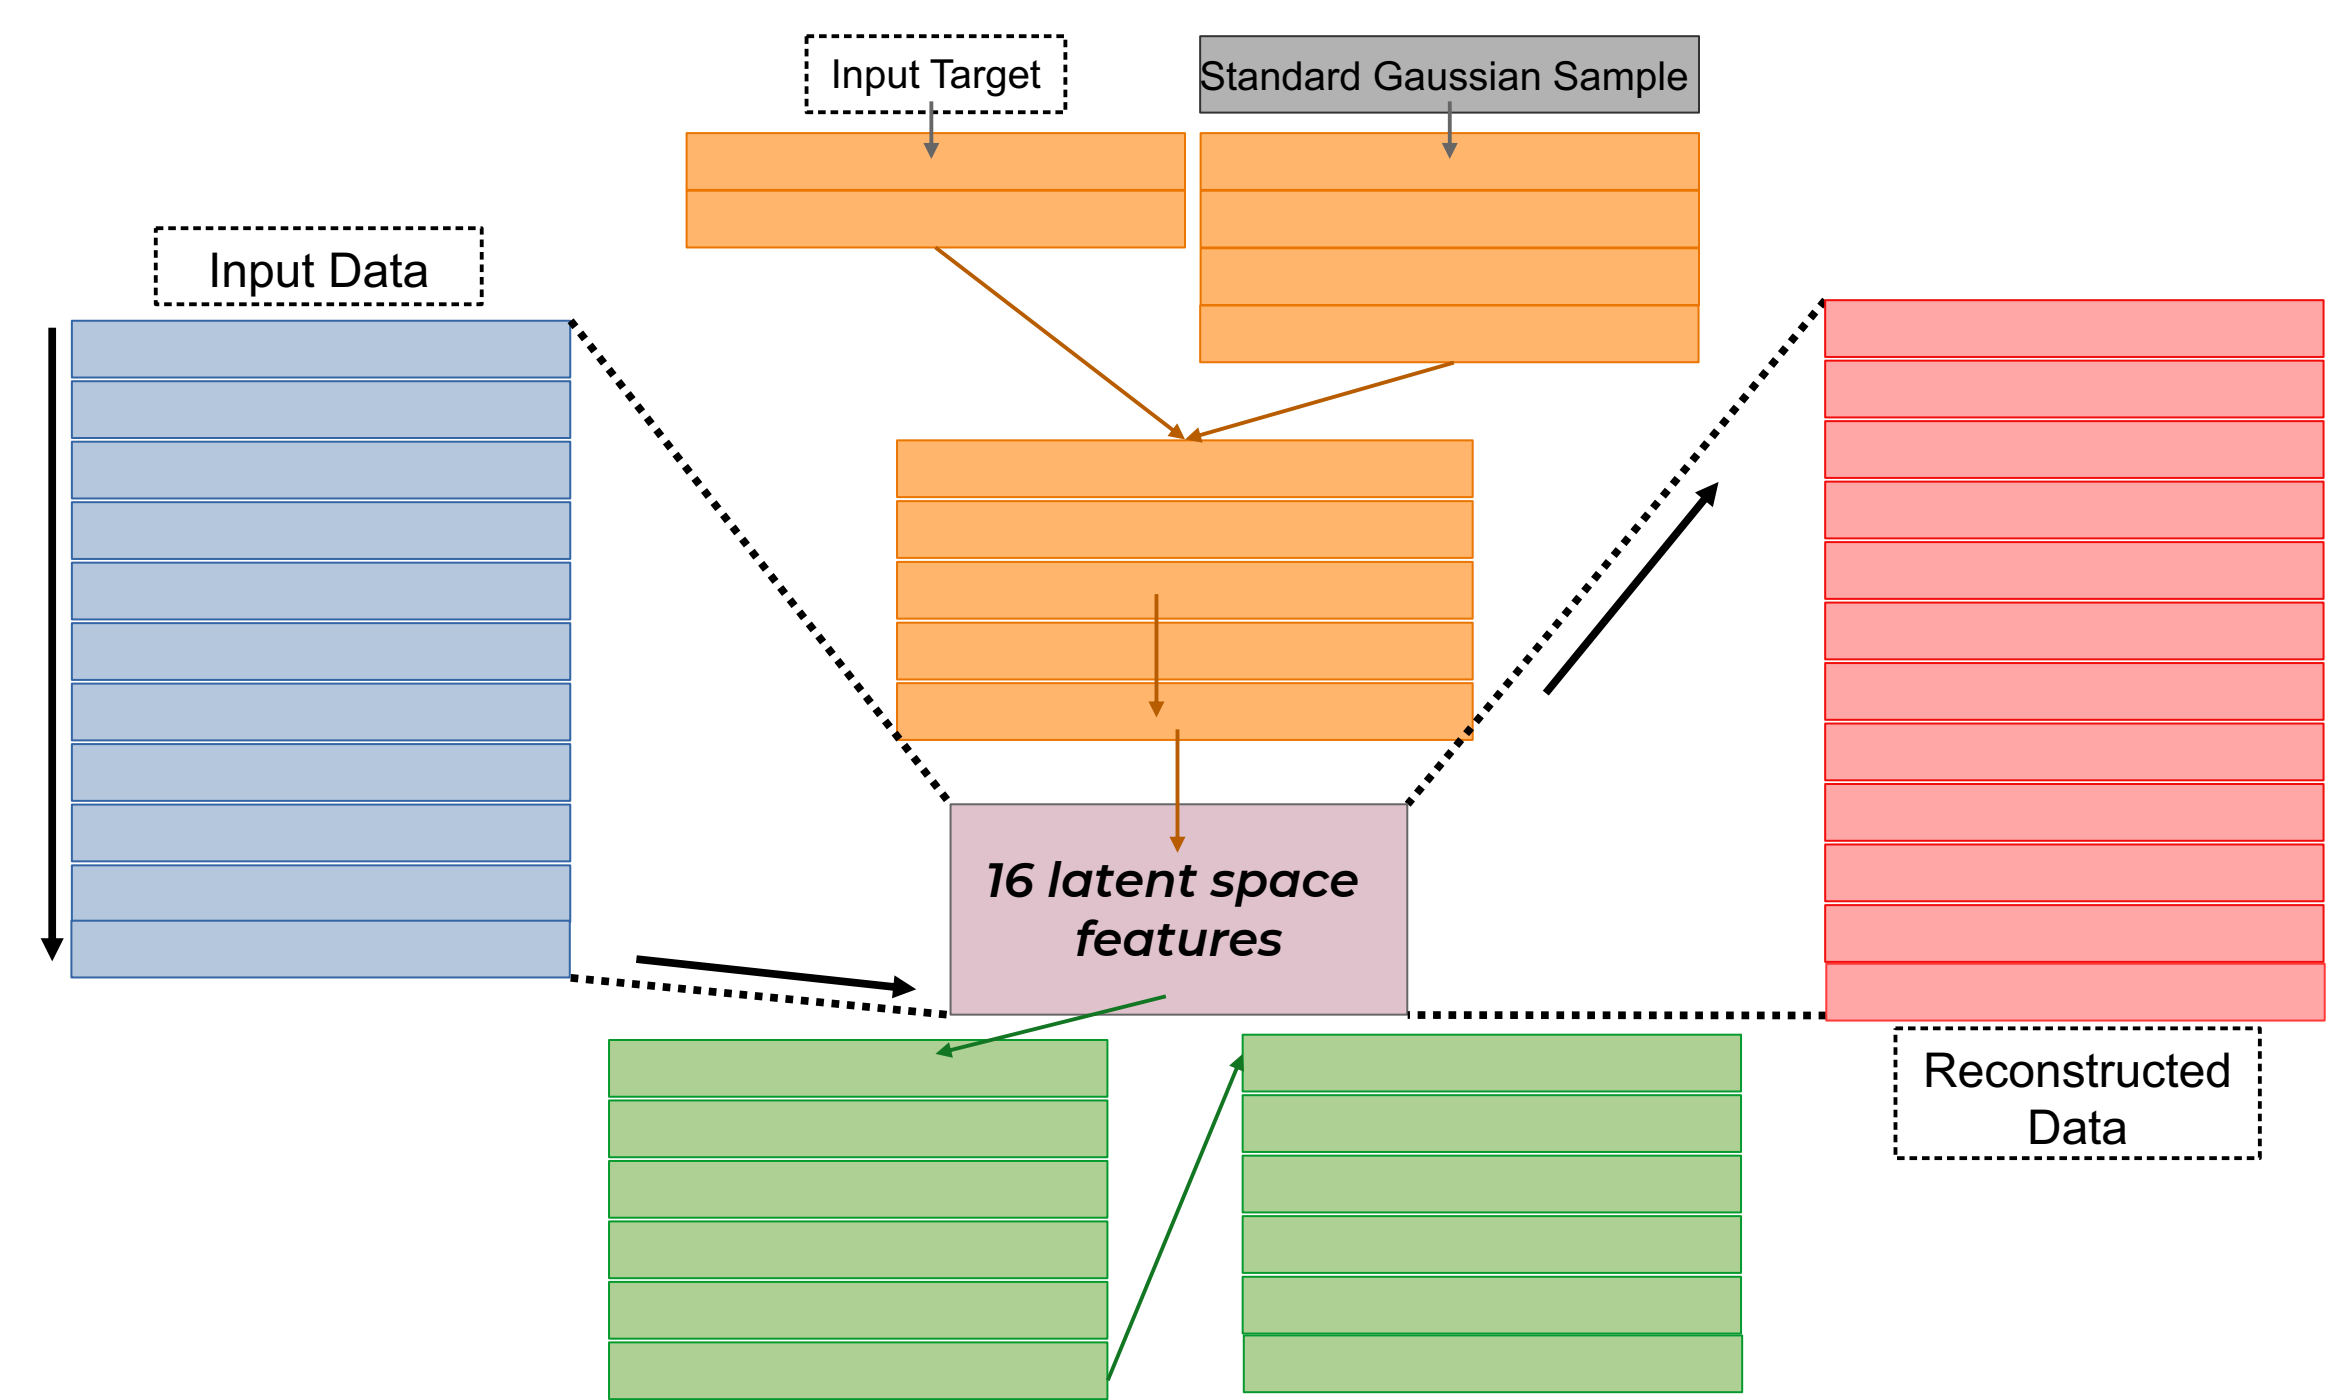 Input Target
Standard Gaussian Sample
Input Data
16 latent space
features
Reconstructed
Data